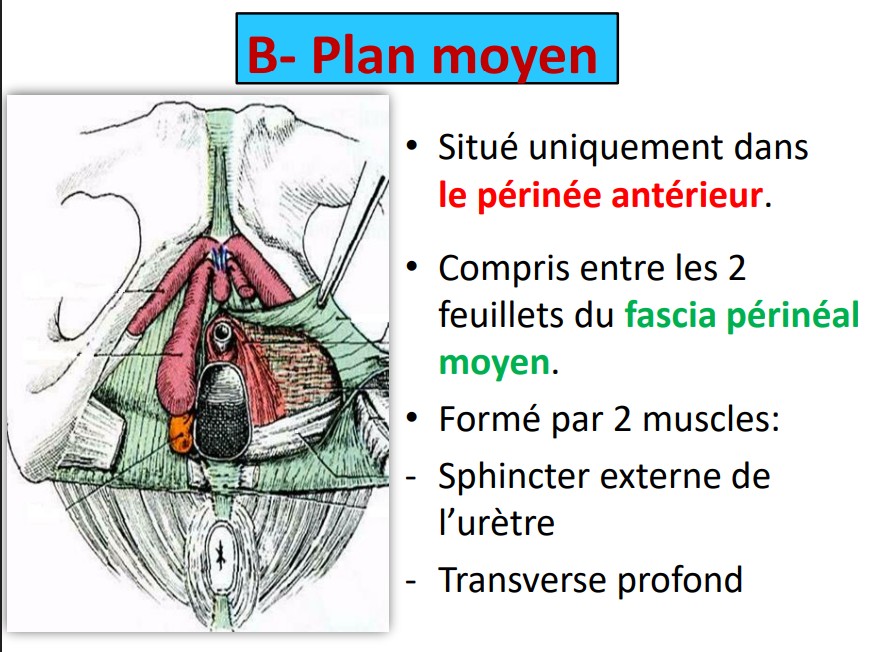 B- Plan moyen
• Situé uniquement dans
le périnée antérieur.
• Compris entre les 2
feuillets du fascia périnéal
moyen.
• Formé par 2 muscles:
- Sphincter externe de
l’urètre
- Transverse profond